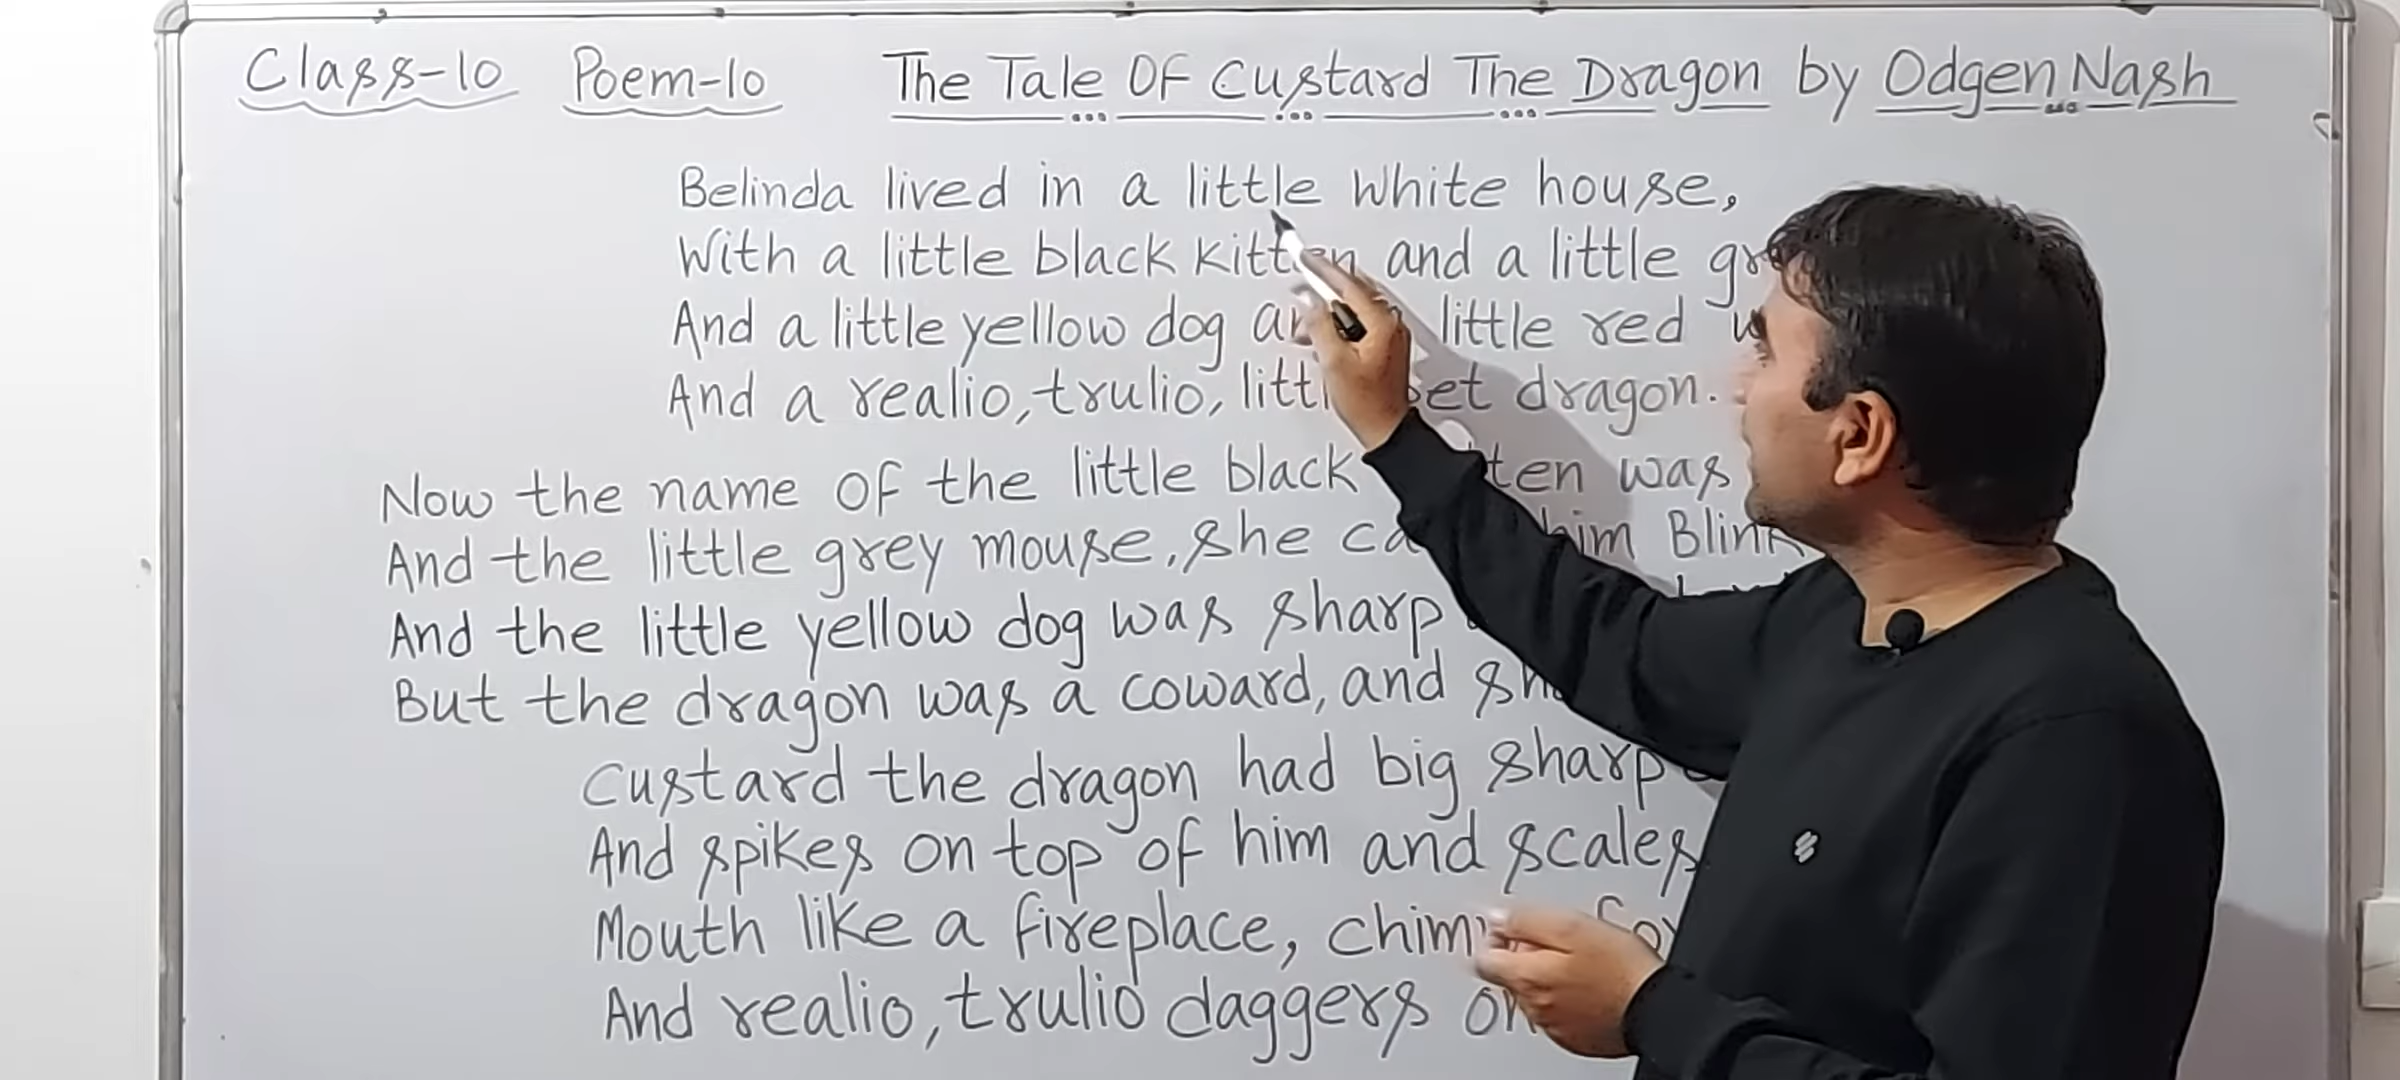 Class-10 Poem-10 The Tale Of Custard The Dragon by Odgen Nash
Belinda lived in a little white house,
With a little black kitten and a little
And a little yellow dog little red
And a realio, trulio, little pet dragon.
Now the name of the little black was
And the little grey mouse, she him
And the little yellow dog was sharp
But the dragon was a coward, and
Custard the dragon had big sharp
And spikes on top of him and scales
Mouth like a fireplace,
And realio, trulio daggers on